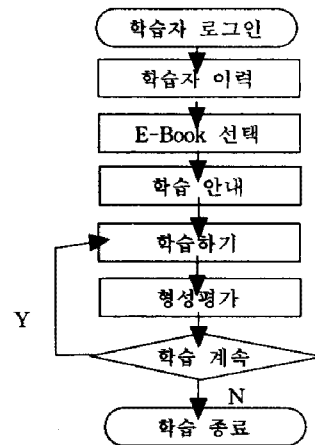 학습자 로그인
학습자 이력
E-Book 선택
학습 안내
학습하기
형성평가
Y
학습 계속
N
학습 종료